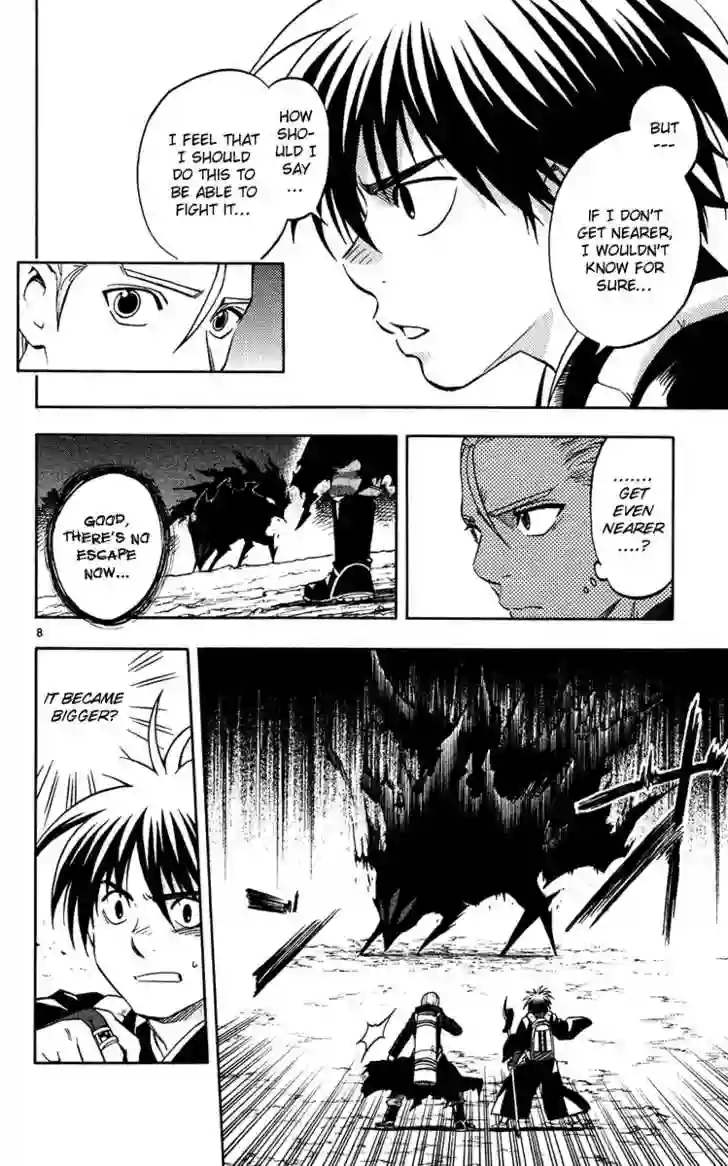 BUT
---
IF I DON'T
GET NEARER,
I WOULDN'T
KNOW FOR
SURE...
HOW
SHO-
ULD I
SAY
...
I FEEL THAT
I SHOULD
DO THIS TO
BE ABLE TO
FIGHT IT...
.......
GET
EVEN
NEARER
....?
GOOD,
THERE'S NO
ESCAPE
NOW...
8
IT BECAME
BIGGER?